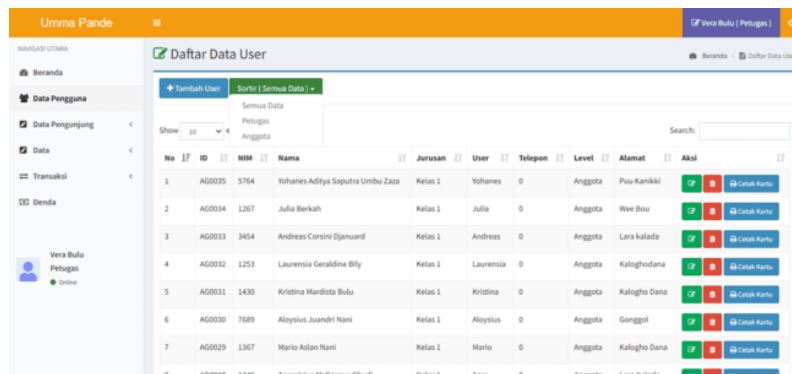 Umma Pande
Vera Bulu ( Petugas )
NAVIGASI UTAMA
Beranda
Data Pengguna
Data Pengunjung
Data
Transaksi
Denda
Vera Bulu
Petugas
Online
Daftar Data User
Beranda Daftar Data Use
+Tambah User Sortir ( Semua Data )
Semua Data
Petugas
Anggota
Show 10 Search:
No ID NIM Nama Jurusan User Telepon Level Alamat Aksi
1 AG0035 5764 Yohanes Aditya Saputra Umbu Zaza Kelas 1 Yohanes 0 Anggota Puu Kanikki Cetak Kartu
2 AG0034 1267 Julia Berkah Kelas 1 Julia 0 Anggota Wee Bou Cetak Kartu
3 AG0033 3454 Andreas Corsini Djanuard Kelas 1 Andreas 0 Anggota Lara kalada Cetak Kartu
4 AG0032 1253 Laurensia Geraldine Bily Kelas 1 Laurensia 0 Anggota Kaloghodana Cetak Kartu
5 AG0031 1430 Kristina Mardista Bulu Kelas 1 Kristina 0 Anggota Kalogho Dana Cetak Kartu
6 AG0030 7689 Aloysius Juandri Nani Kelas 1 Aloysius 0 Anggota Gonggol Cetak Kartu
7 AG0029 1367 Mario Aslan Nani Kelas 1 Mario 0 Anggota Kalogho Dana Cetak Kartu